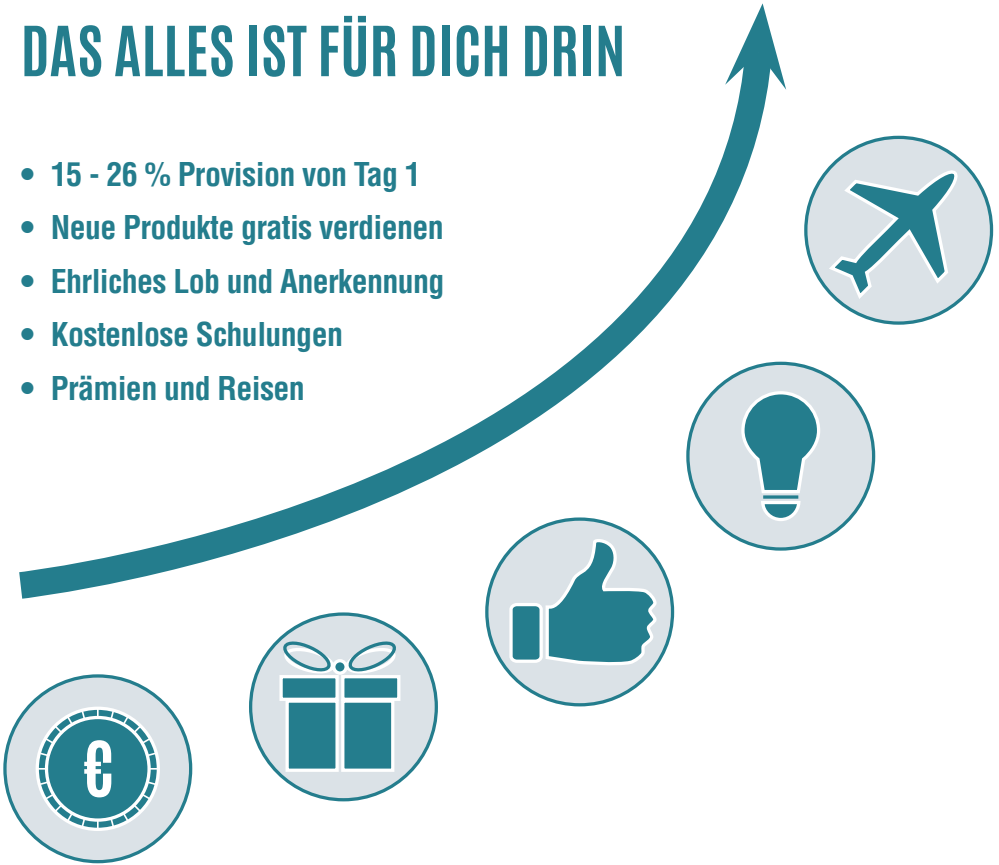 DAS ALLES IST FÜR DICH DRIN
• 15 - 26 % Provision von Tag 1
• Neue Produkte gratis verdienen
• Ehrliches Lob und Anerkennung
• Kostenlose Schulungen
• Prämien und Reisen
€